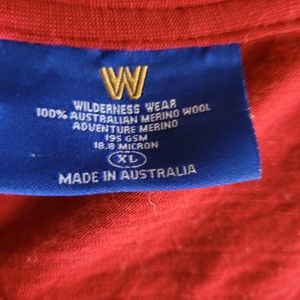 W
WILDERNESS WEAR
100% AUSTRALIAN MERINO WOOL
ADVENTURE MERINO
195 GSM
18.8 MICRON
XL
MADE IN AUSTRALIA